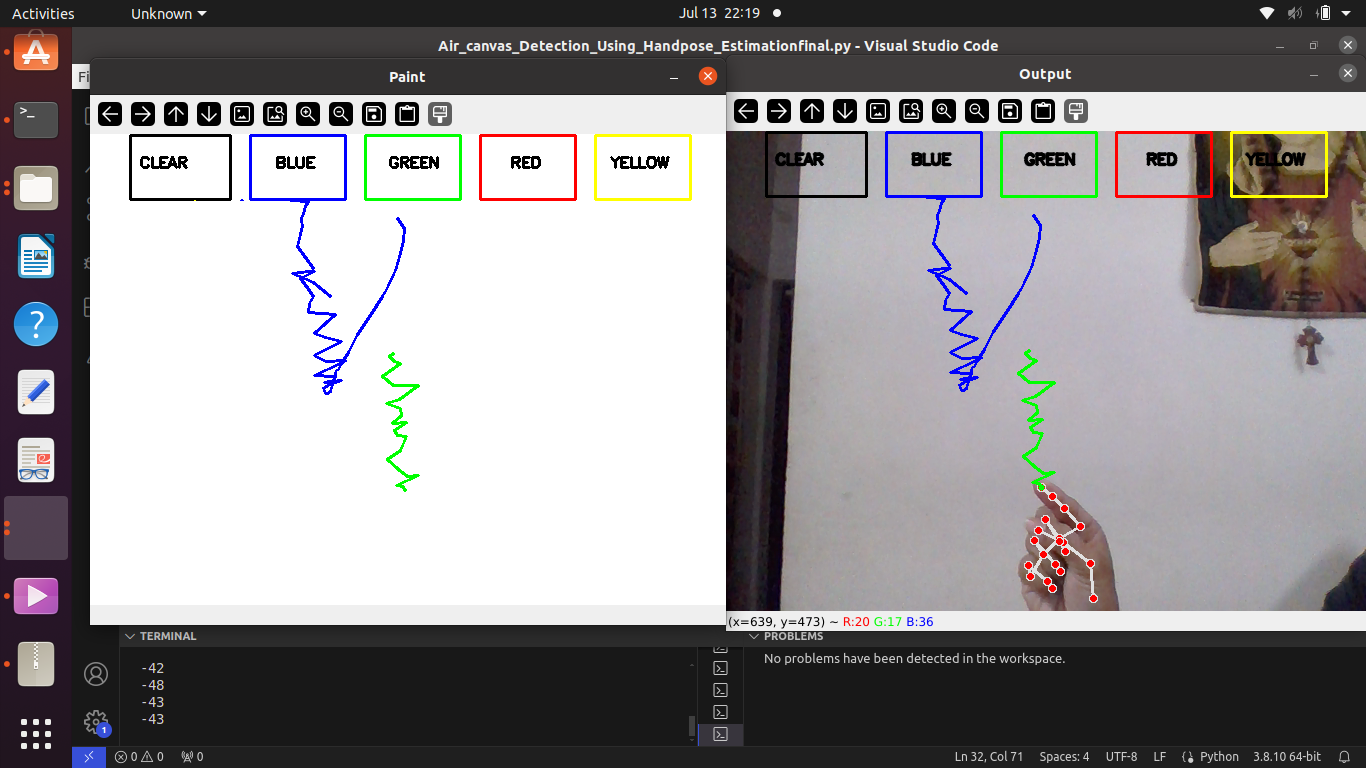 Activities
Unknown
Jul 13 22:19
Air_canvas_Detection_Using_Handpose_Estimationfinal.py - Visual Studio Code
Fi
Paint
Output
CLEAR
BLUE
GREEN
RED
YELLOW
CLEAR
BLUE
GREEN
RED
YELLOW
(x=639, y=473) ~ R:20 G:17 B:36
TERMINAL
PROBLEMS
-42
-48
-43
-43
No problems have been detected in the workspace.
1
0 0 0
Ln 32, Col 71 Spaces: 4 UTF-8 LF Python 3.8.10 64-bit